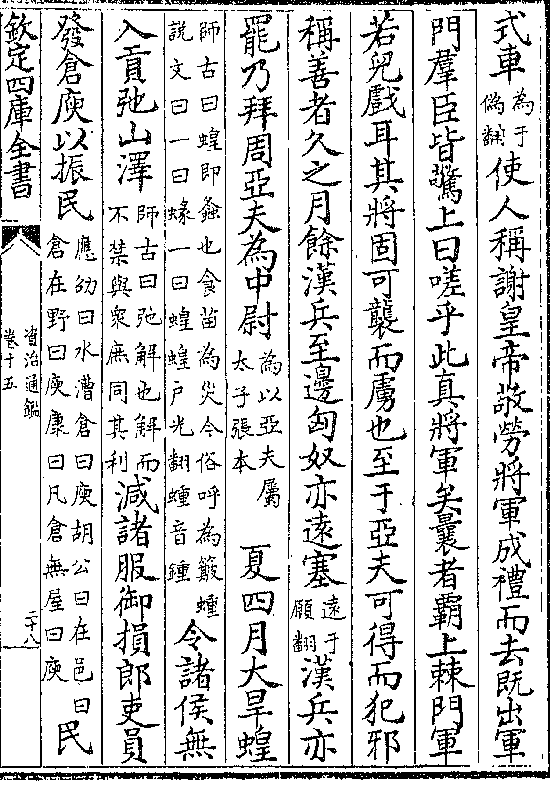 式車為于偽翻使人稱謝皇帝敬勞將軍成禮而去既出軍
門羣臣皆驚上曰嗟乎此真將軍矣曩者霸上棘門軍
若兒戲耳其將固可襲而虜也至于亞夫可得而犯邪
稱善者久之月餘漢兵至邊匈奴亦遠塞遠于願翻漢兵亦
罷乃拜周亞夫為中尉為以亞夫屬太子張本夏四月大旱蝗
師古曰蝗即螽也食苗為災今俗呼為簸蝩說文曰一曰蝝一曰蝗蝗户光翻蝩音鍾令諸侯無
入貢弛山澤師古曰弛解也解而不禁與衆庶同其利減諸服御損郎吏員
發倉庾以振民應劭曰水漕倉曰庾胡公曰在邑曰倉在野曰庾廩曰凡倉無屋曰庾民
欽定四庫全書
資治通鑑
卷十五
二十八